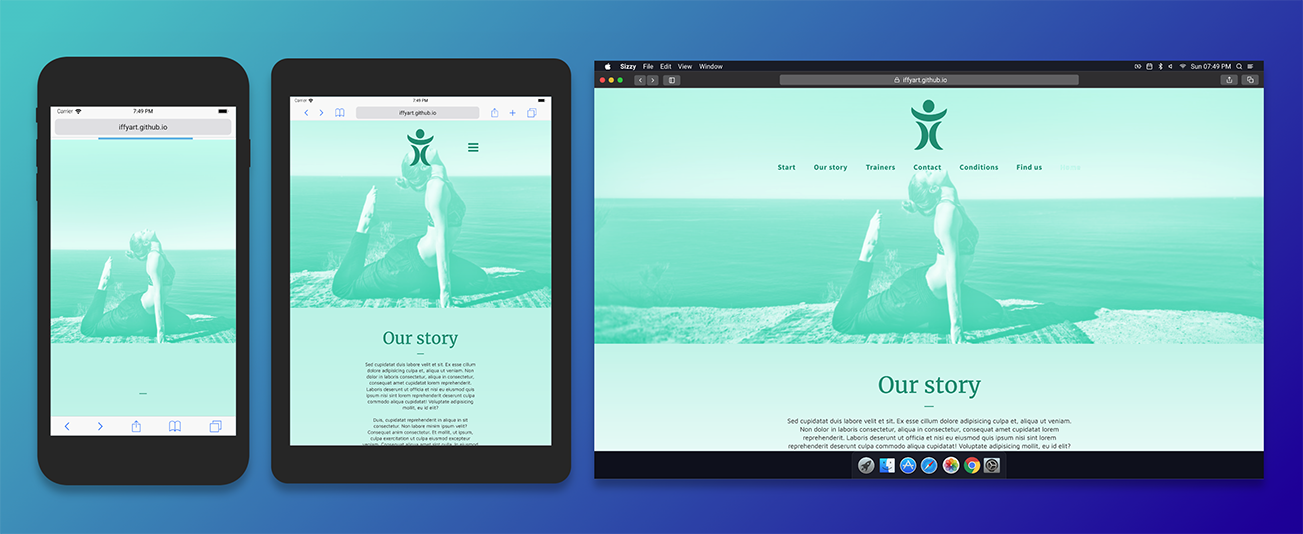 Carrier 7:49 PM
iffyart.github.io
Carrier 7:49 PM
iffyart.github.io
Our story
Sed cupidatat duis labore velit et sit. Ex esse cillum
dolore adipisicing culpa et, aliqua ut veniam. Non
dolor in laboris consectetur, aliqua in consectetur,
consequat amet cupidatat lorem reprehenderit.
Laboris deserunt ut officia et nisi eu eiusmod quis
ipsum nisi sint lorem reprehenderit deserunt culpa
commodo aliqua cupidatat! Voluptate adipisicing
mollit, eu id elit?
Duis, cupidatat reprehenderit in aliqua in sit
consectetur. Non labore minim ipsum velit?
Consectetur anim consectetur. Et mollit, ut ipsum,
culpa exercitation ut culpa eiusmod excepteur
Sizzy File Edit View Window Sun 07:49 PM
iffyart.github.io
Start Our story Trainers Contact Conditions Find us
Our story
Sed cupidatat duis labore velit et sit. Ex esse cillum dolore adipisicing culpa et, aliqua ut veniam.
Non dolor in laboris consectetur, aliqua in consectetur, consequat amet cupidatat lorem
reprehenderit. Laboris deserunt ut officia et nisi eu eiusmod quis ipsum nisi sint lorem
reprehenderit deserunt culpa commodo aliqua cupidatat! Voluptate adipisicing mollit, eu id elit?